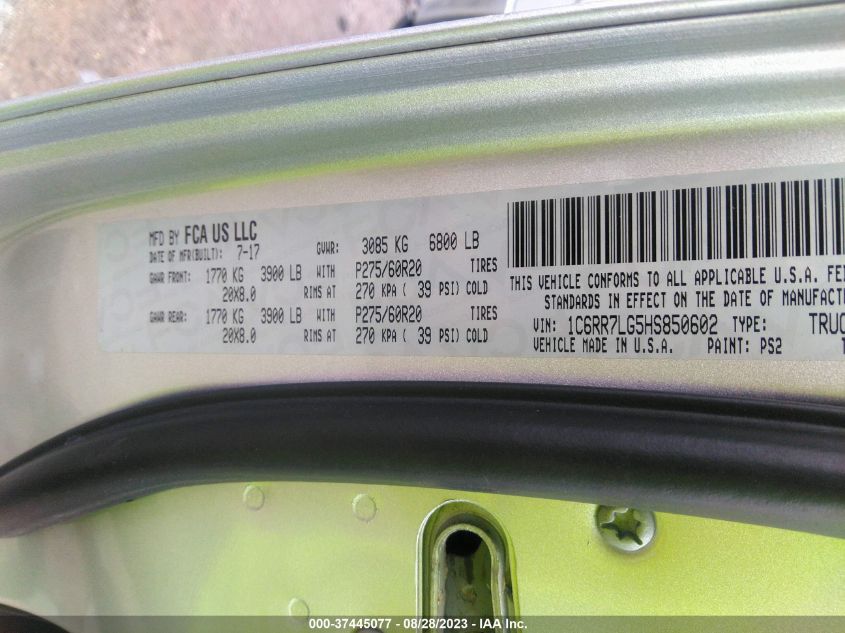 MFD BY FCA US LLC
DATE OF MFR(BUILT): 7-17 GVWR: 3085 KG 6800 LB
GAWR FRONT: 1770 KG 3900 LB WITH P275/60R20 TIRES
20X8.0 RIMS AT 270 KPA ( 39 PSI) COLD
GAWR REAR: 1770 KG 3900 LB WITH P275/60R20 TIRES
20X8.0 RIMS AT 270 KPA ( 39 PSI) COLD
THIS VEHICLE CONFORMS TO ALL APPLICABLE U.S.A.
STANDARDS IN EFFECT ON THE DATE OF
VIN: 1C6RR7LG5HS850602 TYPE:
VEHICLE MADE IN U.S.A. PAINT: PS2
000-37445077 - 08/28/2023 - IAA Inc.